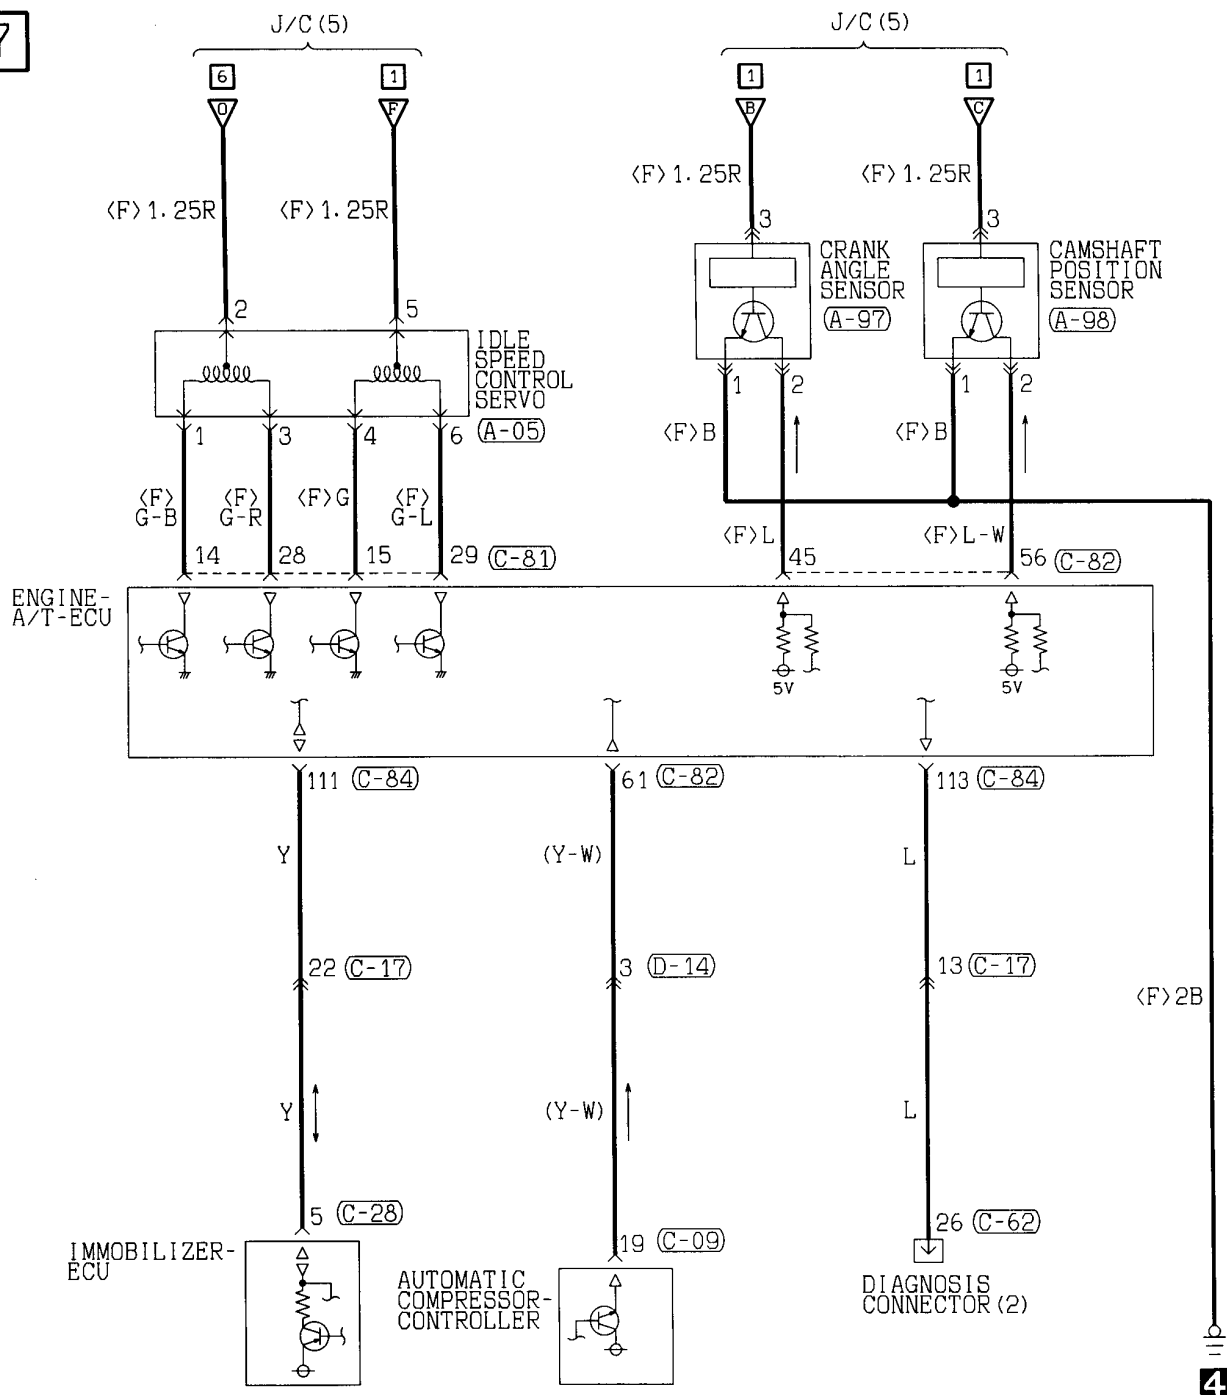 7
J/C(5)
J/C(5)
6
1
1
1
O
F
B
C
<F>1.25R
<F>1.25R
<F>1.25R
<F>1.25R
3
3
CRANK
ANGLE
SENSOR
(A-97)
CAMSHAFT
POSITION
SENSOR
(A-98)
2
5
IDLE
SPEED
CONTROL
SERVO
(A-05)
1
2
1
2
1
3
4
6
<F>B
<F>B
<F>
G-B
<F>
G-R
<F>G
<F>
G-L
<F>L
<F>L-W
14
28
15
29
(C-81)
45
56
(C-82)
ENGINE-
A/T-ECU
5V
5V
111
(C-84)
61
(C-82)
113
(C-84)
Y
(Y-W)
L
22
(C-17)
3
(D-14)
13
(C-17)
<F>2B
Y
(Y-W)
L
5
(C-28)
19
(C-09)
26
(C-62)
IMMOBILIZER-
ECU
AUTOMATIC
COMPRESSOR-
CONTROLLER
DIAGNOSIS
CONNECTOR(2)
4